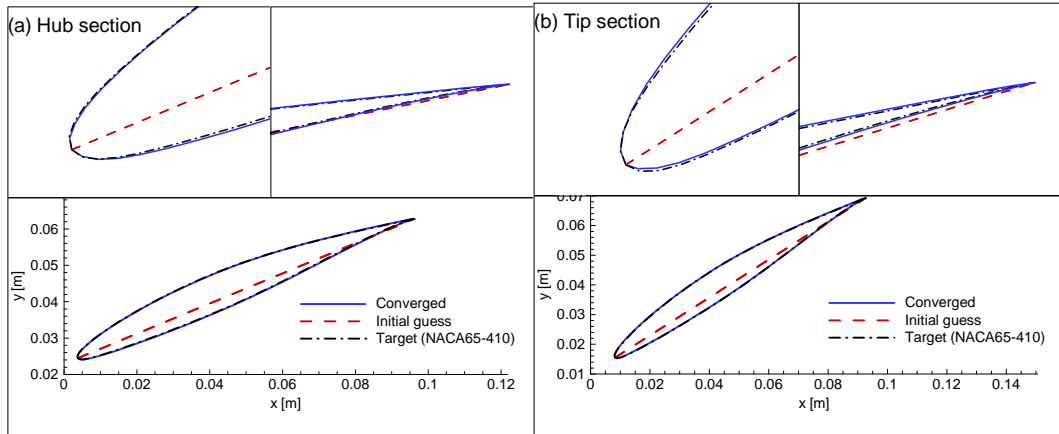 (a) Hub section
0.06
0.05
0.04
0.03
0.02
y [m]
Converged
Initial guess
Target (NACA65-410)
0
0.02
0.04
0.06
0.08
0.1
0.12
x [m]
(b) Tip section
0.07
0.06
0.05
0.04
0.03
0.02
0.01
y [m]
Converged
Initial guess
Target (NACA65-410)
0
0.02
0.04
0.06
0.08
0.1
0.12
0.14
x [m]